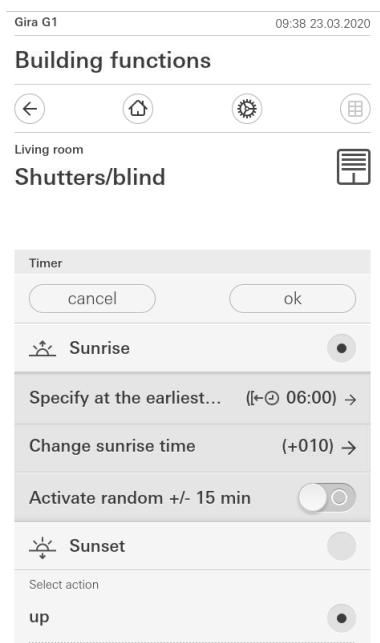 Gira G1 09:38 23.03.2020
Building functions
Living room
Shutters/blind
Timer
cancel ok
Sunrise
Specify at the earliest... ([←🕘 06:00) →
Change sunrise time (+010) →
Activate random +/- 15 min
Sunset
Select action
up